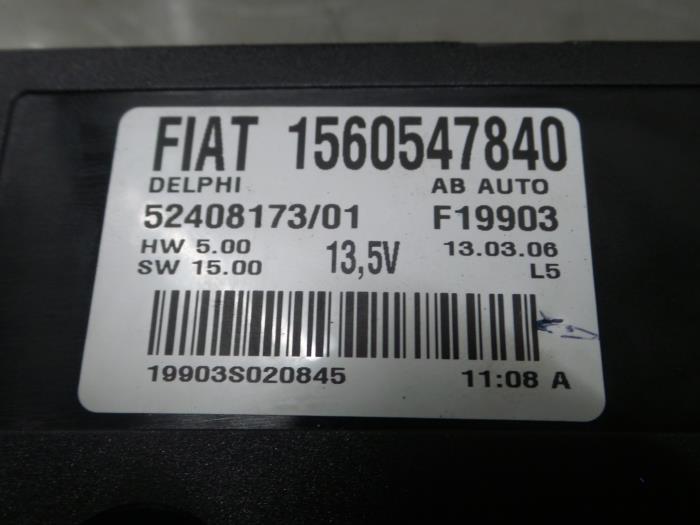 FIAT 1560547840
DELPHI AB AUTO
52408173/01 F19903
HW 5.00 13,5V 13.03.06
SW 15.00 L5
19903S020845 11:08 A